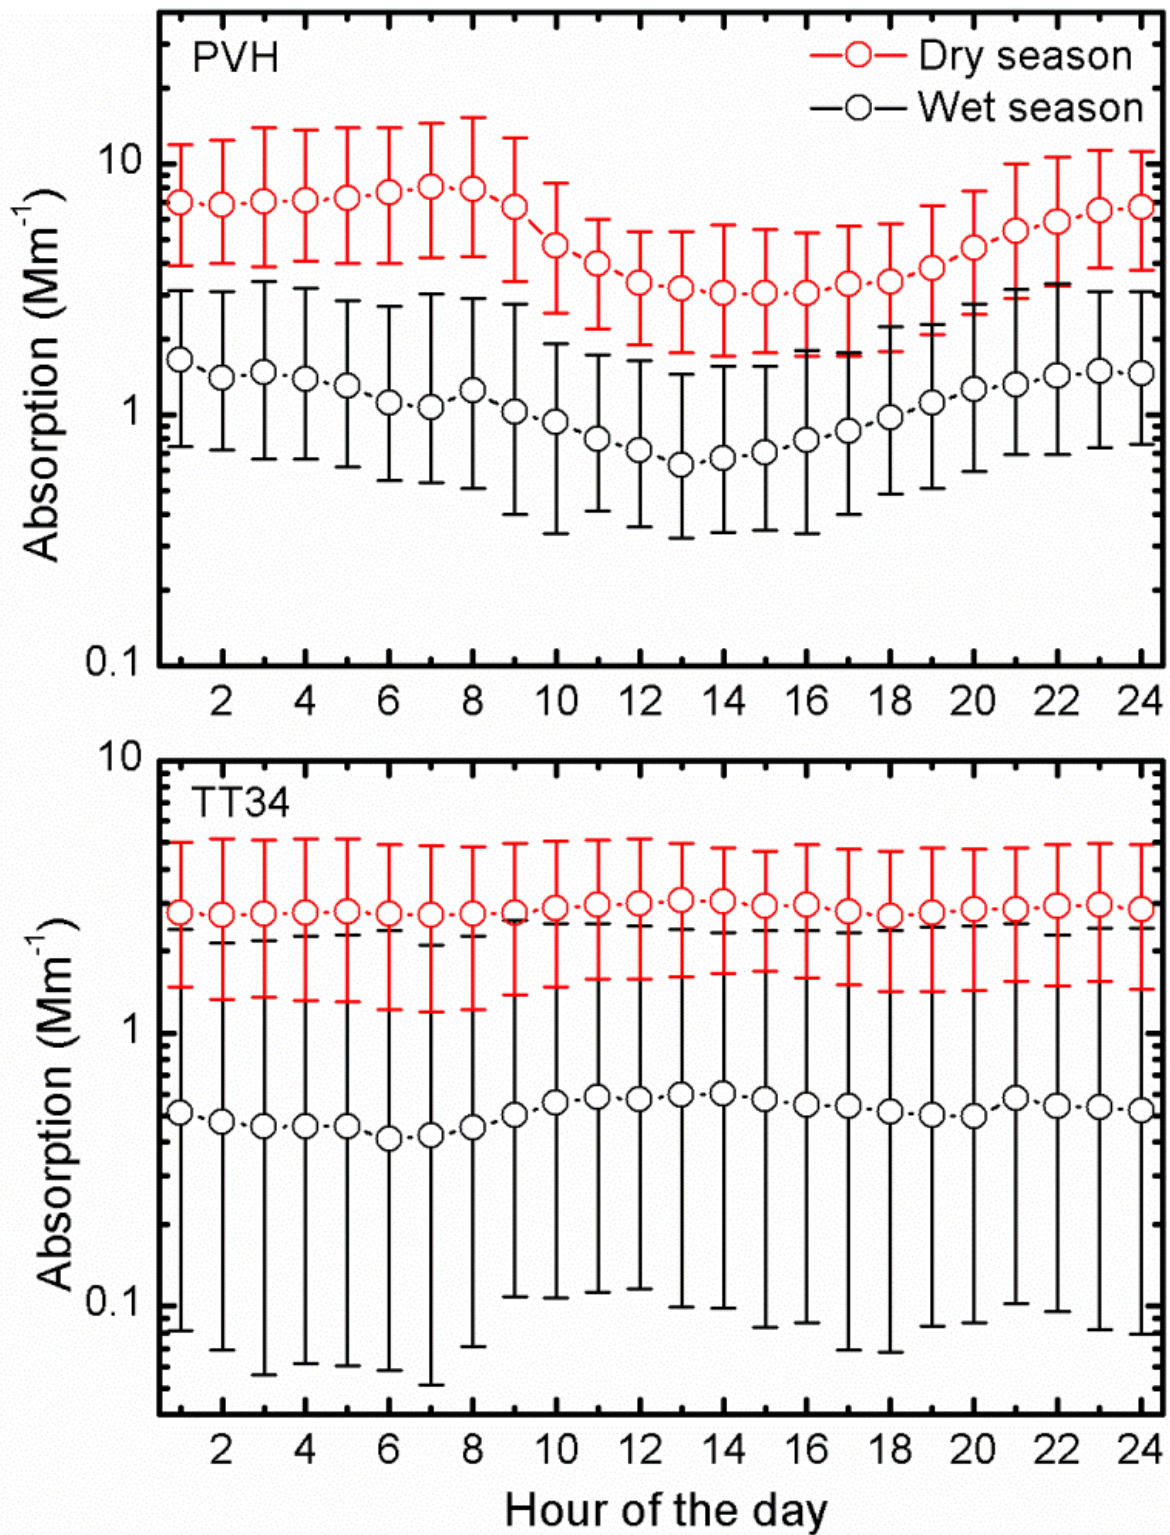 PVH
Dry season
Wet season
Absorption (Mm⁻¹)
10
1
0.1
2 4 6 8 10 12 14 16 18 20 22 24
TT34
Absorption (Mm⁻¹)
10
1
0.1
2 4 6 8 10 12 14 16 18 20 22 24
Hour of the day